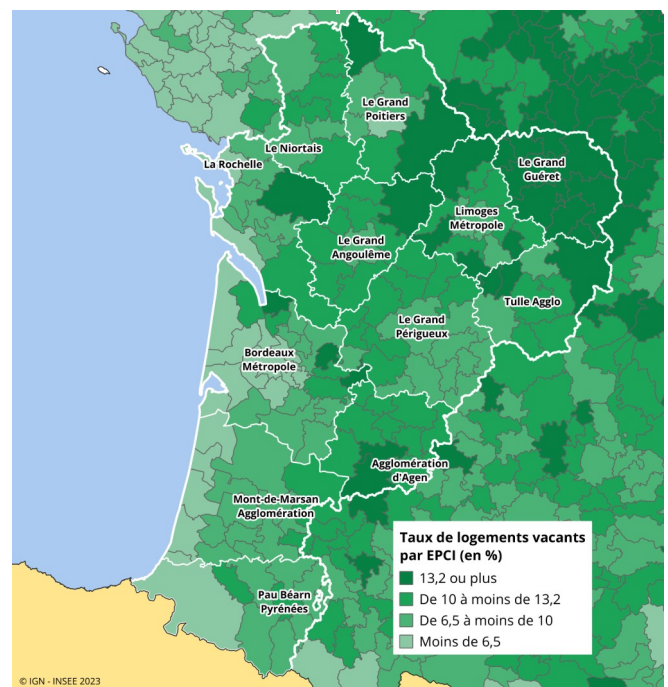 Le Grand
Poitiers
Le Niortais
La Rochelle
Le Grand
Guéret
Limoges
Métropole
Le Grand
Angoulême
Tulle Agglo
Le Grand
Périgueux
Bordeaux
Métropole
Agglomération
d'Agen
Mont-de-Marsan
Agglomération
Pau Béarn
Pyrénées
Taux de logements vacants
par EPCI (en %)
13,2 ou plus
De 10 à moins de 13,2
De 6,5 à moins de 10
Moins de 6,5
© IGN - INSEE 2023